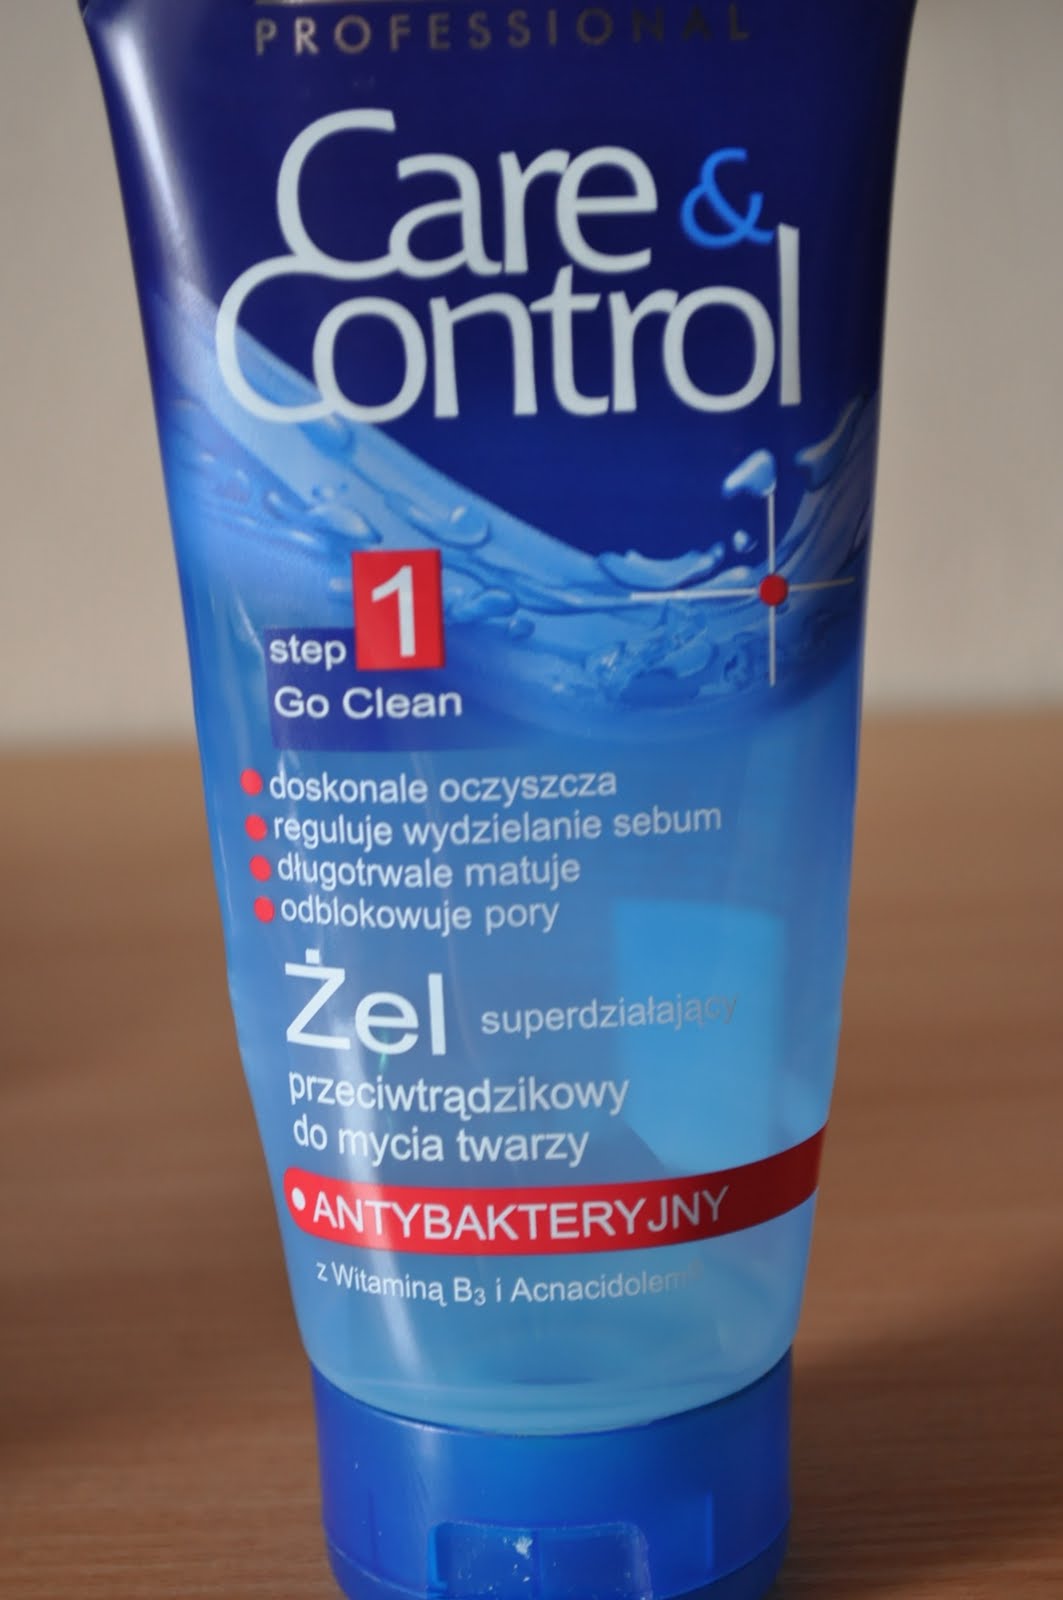 PROFESSIONAL
Care &
Control
step 1
Go Clean
doskonale oczyszcza
reguluje wydzielanie sebum
długotrwale matuje
odblokowuje pory
Żel superdziałający
przeciwtrądzikowy
do mycia twarzy
• ANTYBAKTERYJNY
z Witaminą B₃ i Acnacidolem®